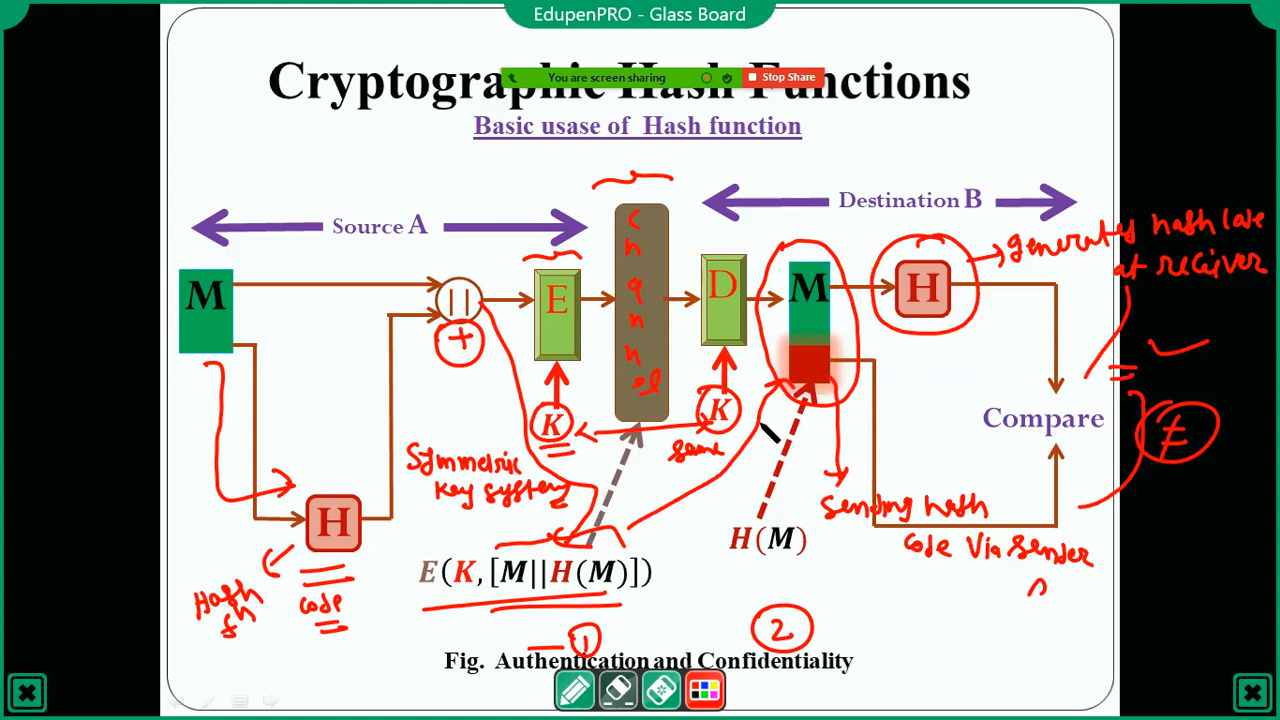 EdupenPRO - Glass Board
You are screen sharing
Stop Share
Cryptographic Hash Functions
Basic usase of Hash function
Source A
Destination B
M
||
+
E
channel
D
M
H
generates hash code
at receiver
K
K
same
=
≠
Compare
Symmetric
Key system
H
Sending hash
code via sender
H(M)
E(K, [M||H(M)])
Hash
fn
code
1
2
Fig. Authentication and Confidentiality